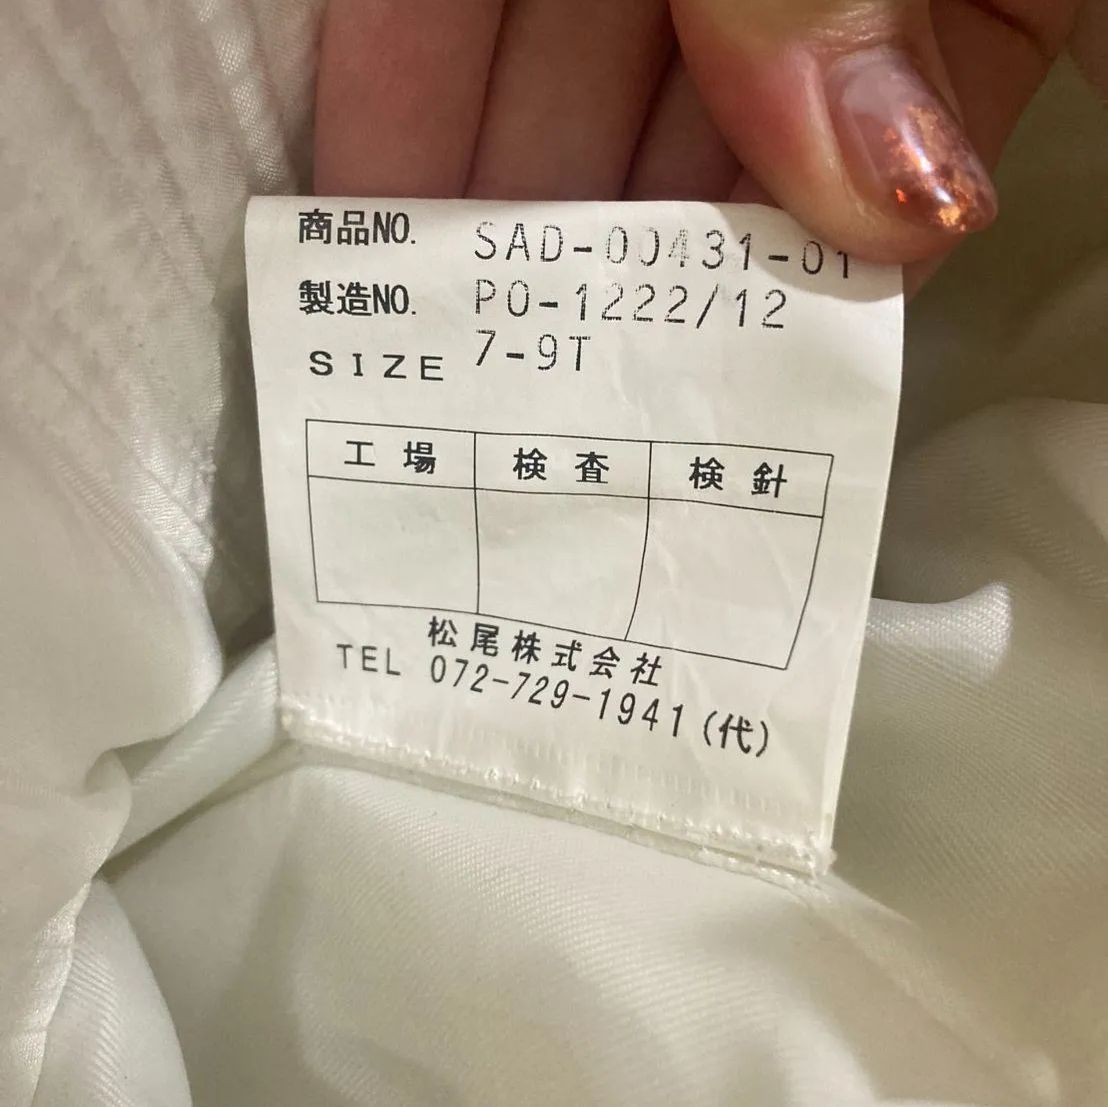 商品NO. SAD-00431-01
製造NO. PO-1222/12
SIZE 7-9T
工場 検査 検針
松尾株式会社
TEL 072-729-1941(代)